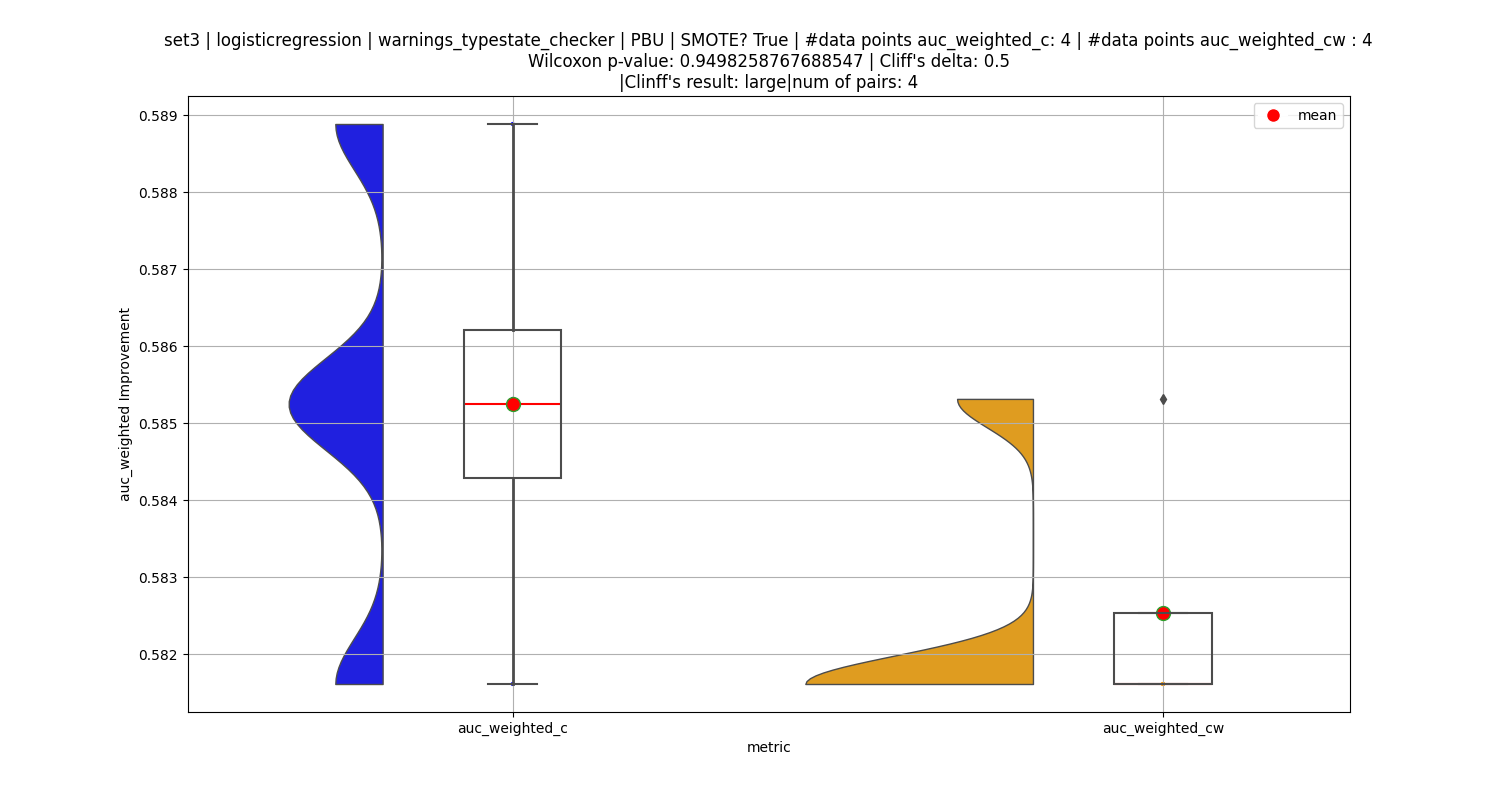 set3 | logisticregression | warnings_typestate_checker | PBU | SMOTE? True | #data points auc_weighted_c: 4 | #data points auc_weighted_cw : 4
Wilcoxon p-value: 0.9498258767688547 | Cliff's delta: 0.5
|Clinff's result: large|num of pairs: 4
mean
0.589
0.588
0.587
0.586
0.585
0.584
0.583
0.582
auc_weighted Improvement
auc_weighted_c
auc_weighted_cw
metric